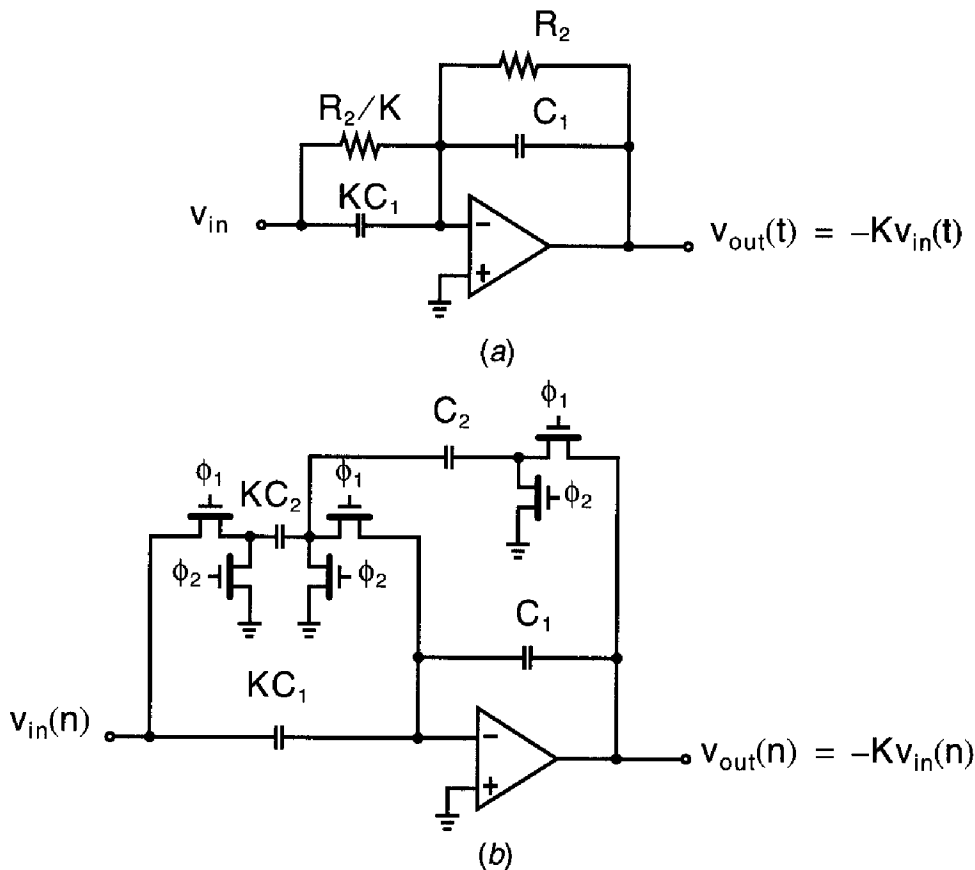 R₂
R₂/K
C₁
KC₁
v_in
−
+
v_out(t) = −Kv_in(t)
(a)
ϕ₁
C₂
ϕ₁
KC₂
ϕ₁
ϕ₂
ϕ₂
ϕ₂
C₁
KC₁
v_in(n)
−
+
v_out(n) = −Kv_in(n)
(b)